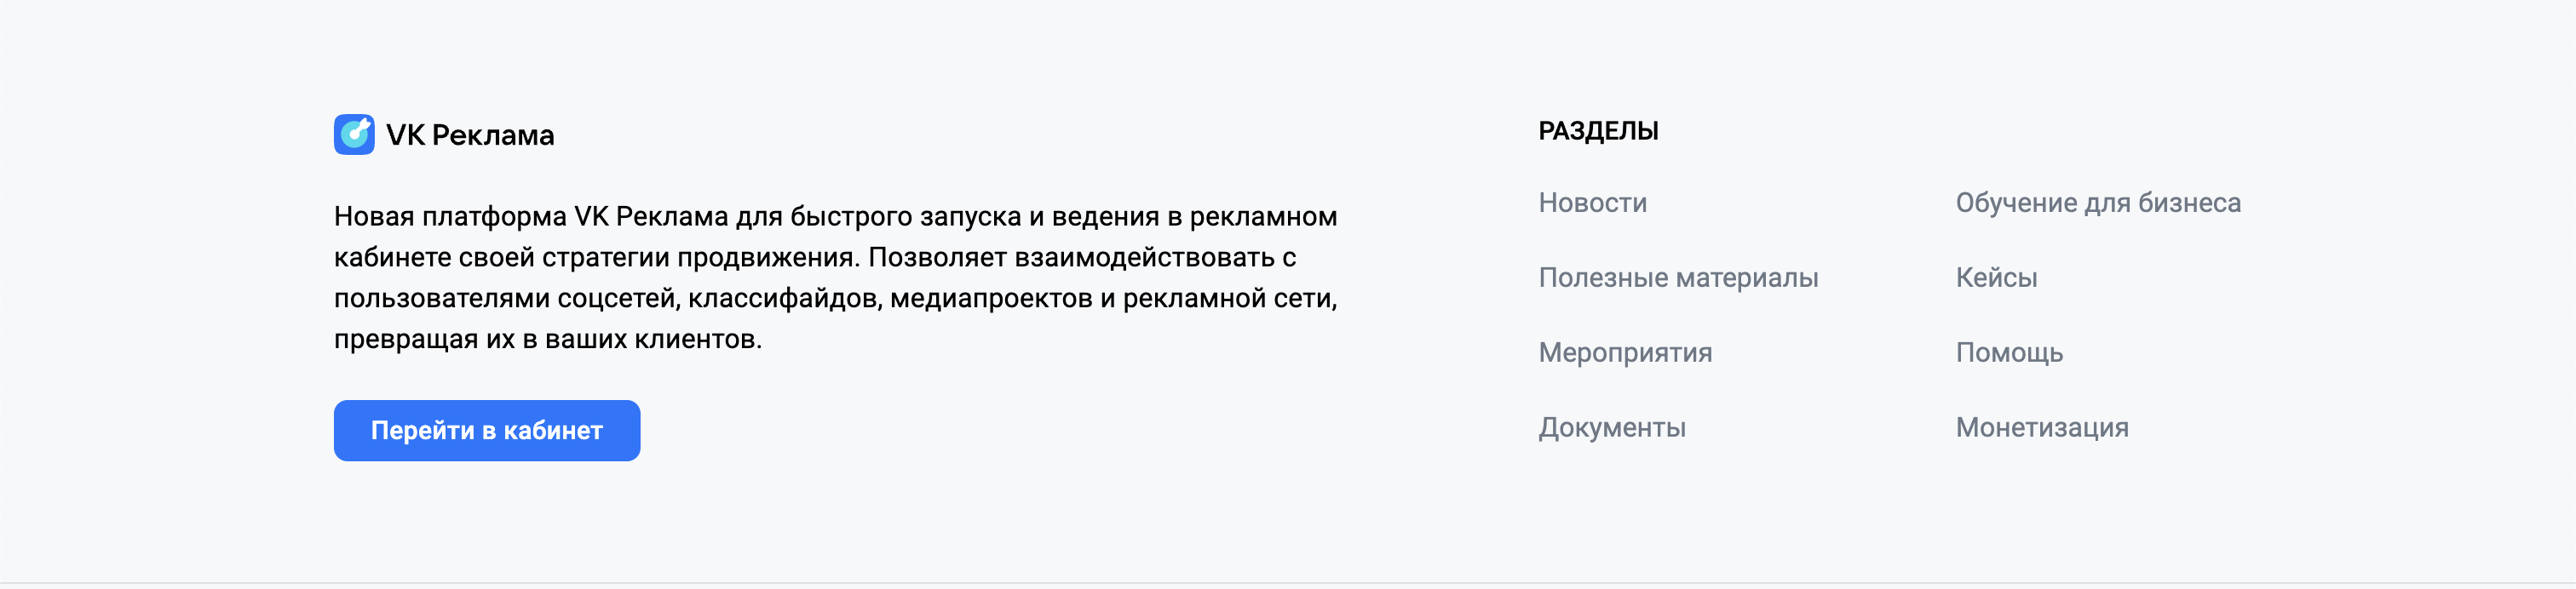 VK Реклама
Новая платформа VK Реклама для быстрого запуска и ведения в рекламном
кабинете своей стратегии продвижения. Позволяет взаимодействовать с
пользователями соцсетей, классифайдов, медиапроектов и рекламной сети,
превращая их в ваших клиентов.
Перейти в кабинет
РАЗДЕЛЫ
Новости
Полезные материалы
Мероприятия
Документы
Обучение для бизнеса
Кейсы
Помощь
Монетизация